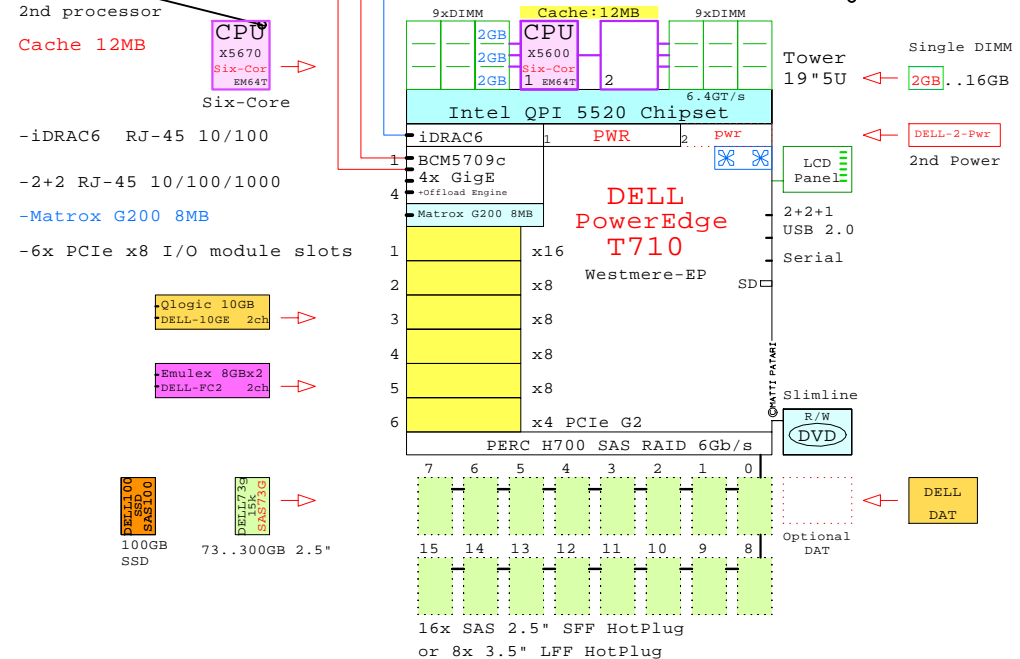 2nd processor
Cache 12MB
CPU
X5670
Six-Cor
EM64T
Six-Core
-iDRAC6 RJ-45 10/100
-2+2 RJ-45 10/100/1000
-Matrox G200 8MB
-6x PCIe x8 I/O module slots
Qlogic 10GB
DELL-10GE 2ch
Emulex 8GBx2
DELL-FC2 2ch
DELL100
SSD
SAS100
100GB
SSD
DELL73g
15k
SAS73G
73..300GB 2.5"
9xDIMM
Cache:12MB
9xDIMM
2GB
2GB
2GB
CPU
X5600
Six-Cor
1 EM64T
2
6.4GT/s
Intel QPI 5520 Chipset
iDRAC6
1 PWR
2 pwr
1 BCM5709c
4x GigE
4 +Offload Engine
Matrox G200 8MB
DELL
PowerEdge
T710
Westmere-EP
1 x16
2 x8
3 x8
4 x8
5 x8
6 x4 PCIe G2
PERC H700 SAS RAID 6Gb/s
7 6 5 4 3 2 1 0
15 14 13 12 11 10 9 8
16x SAS 2.5" SFF HotPlug
or 8x 3.5" LFF HotPlug
Tower
19"5U
Single DIMM
2GB..16GB
DELL-2-Pwr
2nd Power
LCD
Panel
2+2+1
USB 2.0
Serial
SD
©MATTI PATARI
Slimline
R/W
DVD
Optional
DAT
DELL
DAT